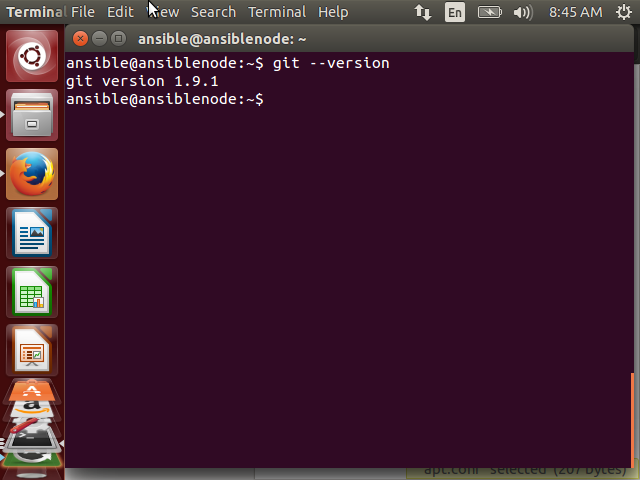 Terminal File Edit View Search Terminal Help En 8:45 AM
ansible@ansiblenode: ~
ansible@ansiblenode:~$ git --version
git version 1.9.1
ansible@ansiblenode:~$
"apt.conf" selected (207 bytes)